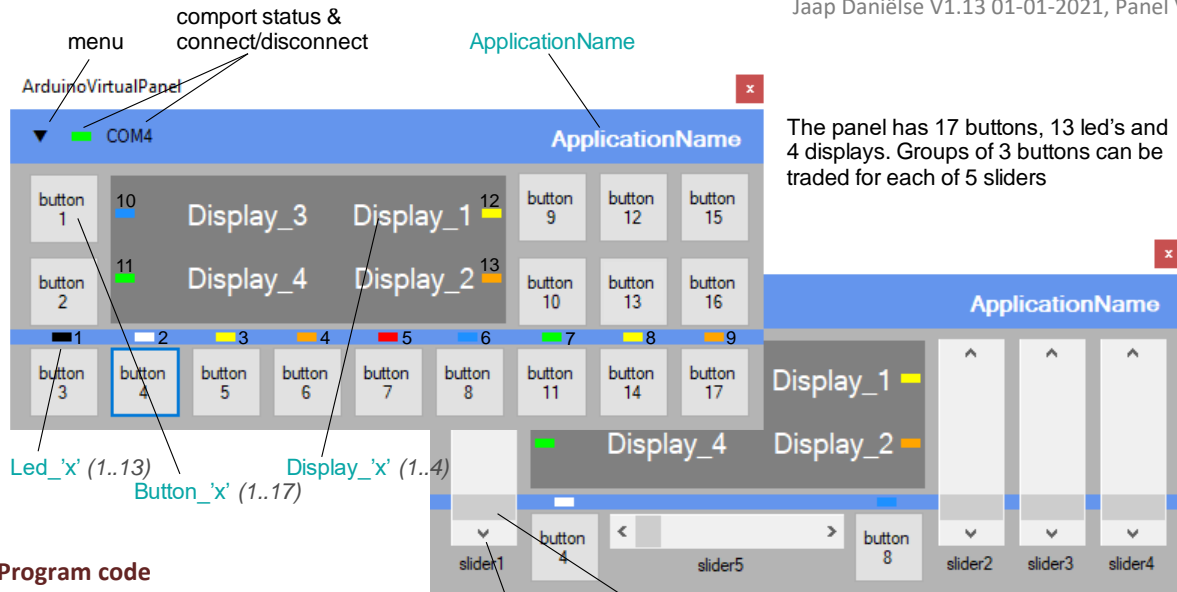 Jaap Daniëlse V1.13 01-01-2021, Panel V
comport status &
connect/disconnect
menu
ApplicationName
ArduinoVirtualPanel
x
COM4
ApplicationName
The panel has 17 buttons, 13 led's and
4 displays. Groups of 3 buttons can be
traded for each of 5 sliders
button
1
10
Display_3
Display_1
12
button
9
button
12
button
15
button
2
11
Display_4
Display_2
13
button
10
button
13
button
16
1
2
3
4
5
6
7
8
9
button
3
button
4
button
5
button
6
button
7
button
8
button
11
button
14
button
17
Led_'x' (1..13)
Button_'x' (1..17)
Display_'x' (1..4)
x
ApplicationName
Display_1
Display_4
Display_2
slider1
button
4
slider5
button
8
slider2
slider3
slider4
Program code